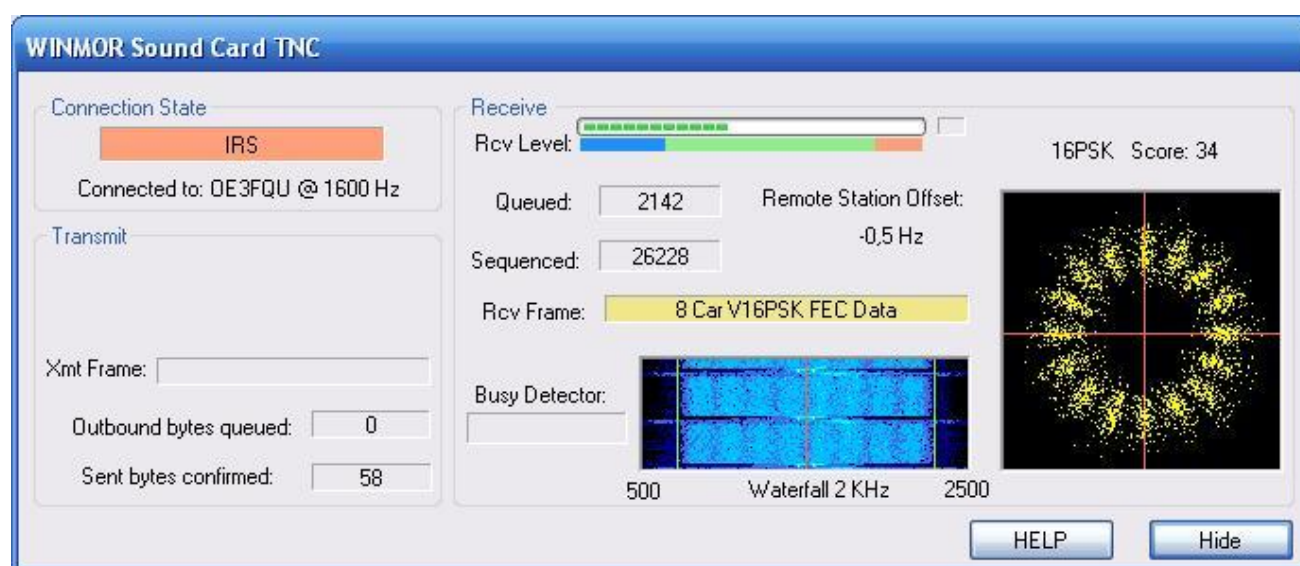 WINMOR Sound Card TNC
Connection State
IRS
Connected to: OE3FQU @ 1600 Hz
Transmit
Xmt Frame:
Outbound bytes queued: 0
Sent bytes confirmed: 58
Receive
Rcv Level:
Queued: 2142
Remote Station Offset:
-0,5 Hz
Sequenced: 26228
Rcv Frame: 8 Car V16PSK FEC Data
Busy Detector:
500 Waterfall 2 KHz 2500
16PSK Score: 34
HELP Hide